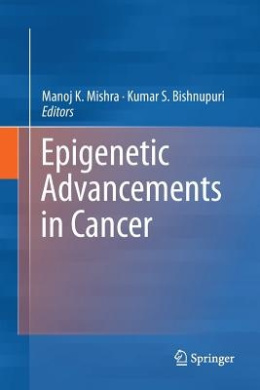 Manoj K. Mishra · Kumar S. Bishnupuri
Editors
Epigenetic
Advancements
in Cancer
Springer